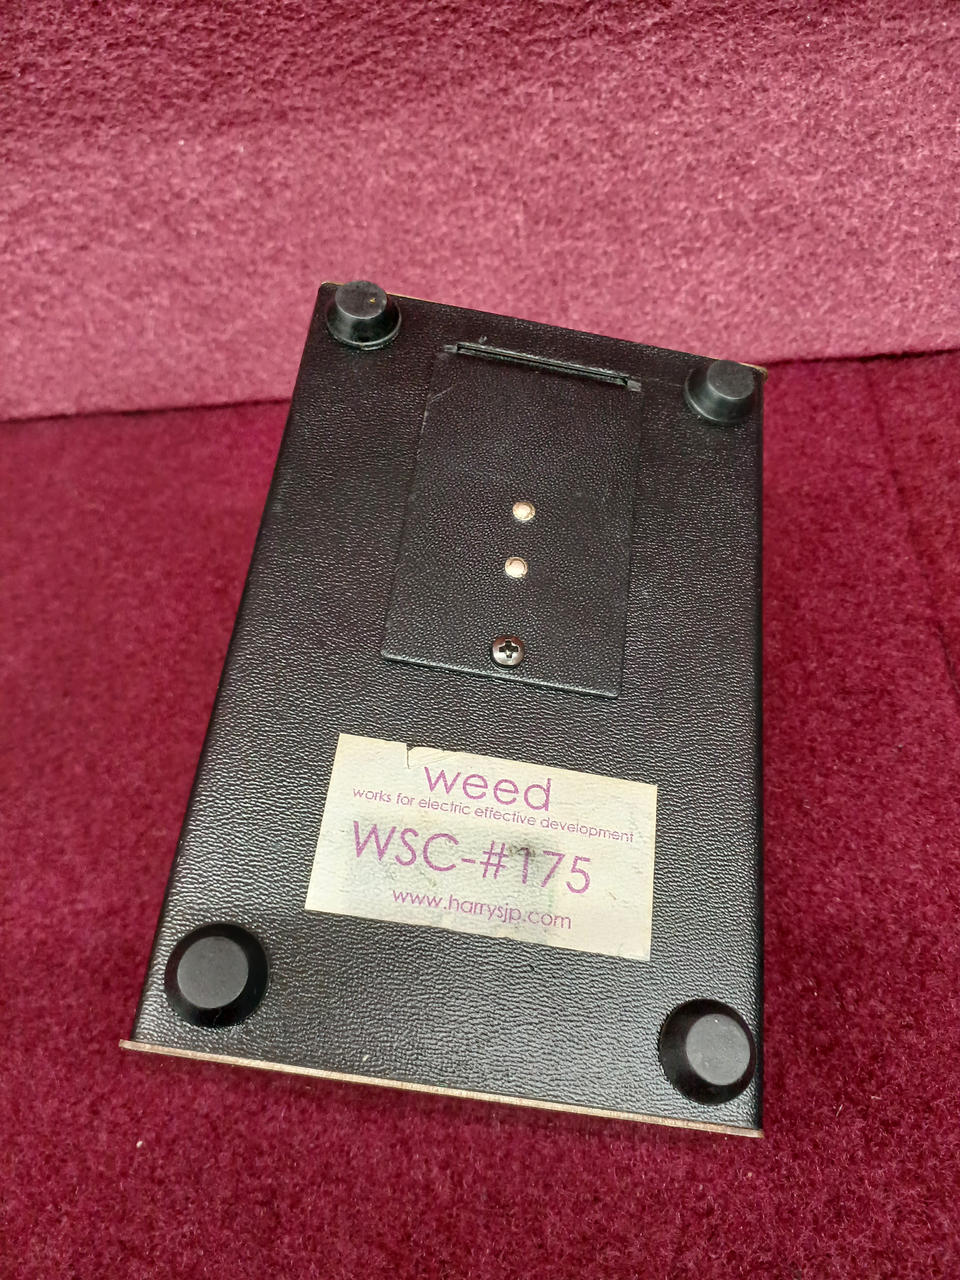 weed
works for electric effective development
WSC-#175
www.harrysjp.com